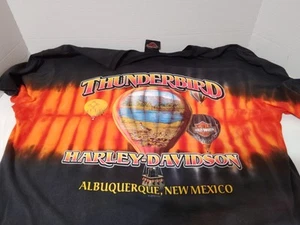 THUNDERBIRD
HARLEY-DAVIDSON
ALBUQUERQUE, NEW MEXICO